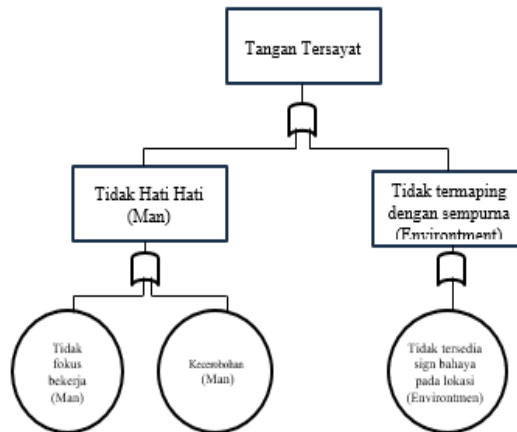 Tangan Tersayat
Tidak Hati Hati
(Man)
Tidak termaping
dengan sempurna
(Environtment)
Tidak
fokus
bekerja
(Man)
Kecerobohan
(Man)
Tidak tersedia
sign bahaya
pada lokasi
(Environtmen)